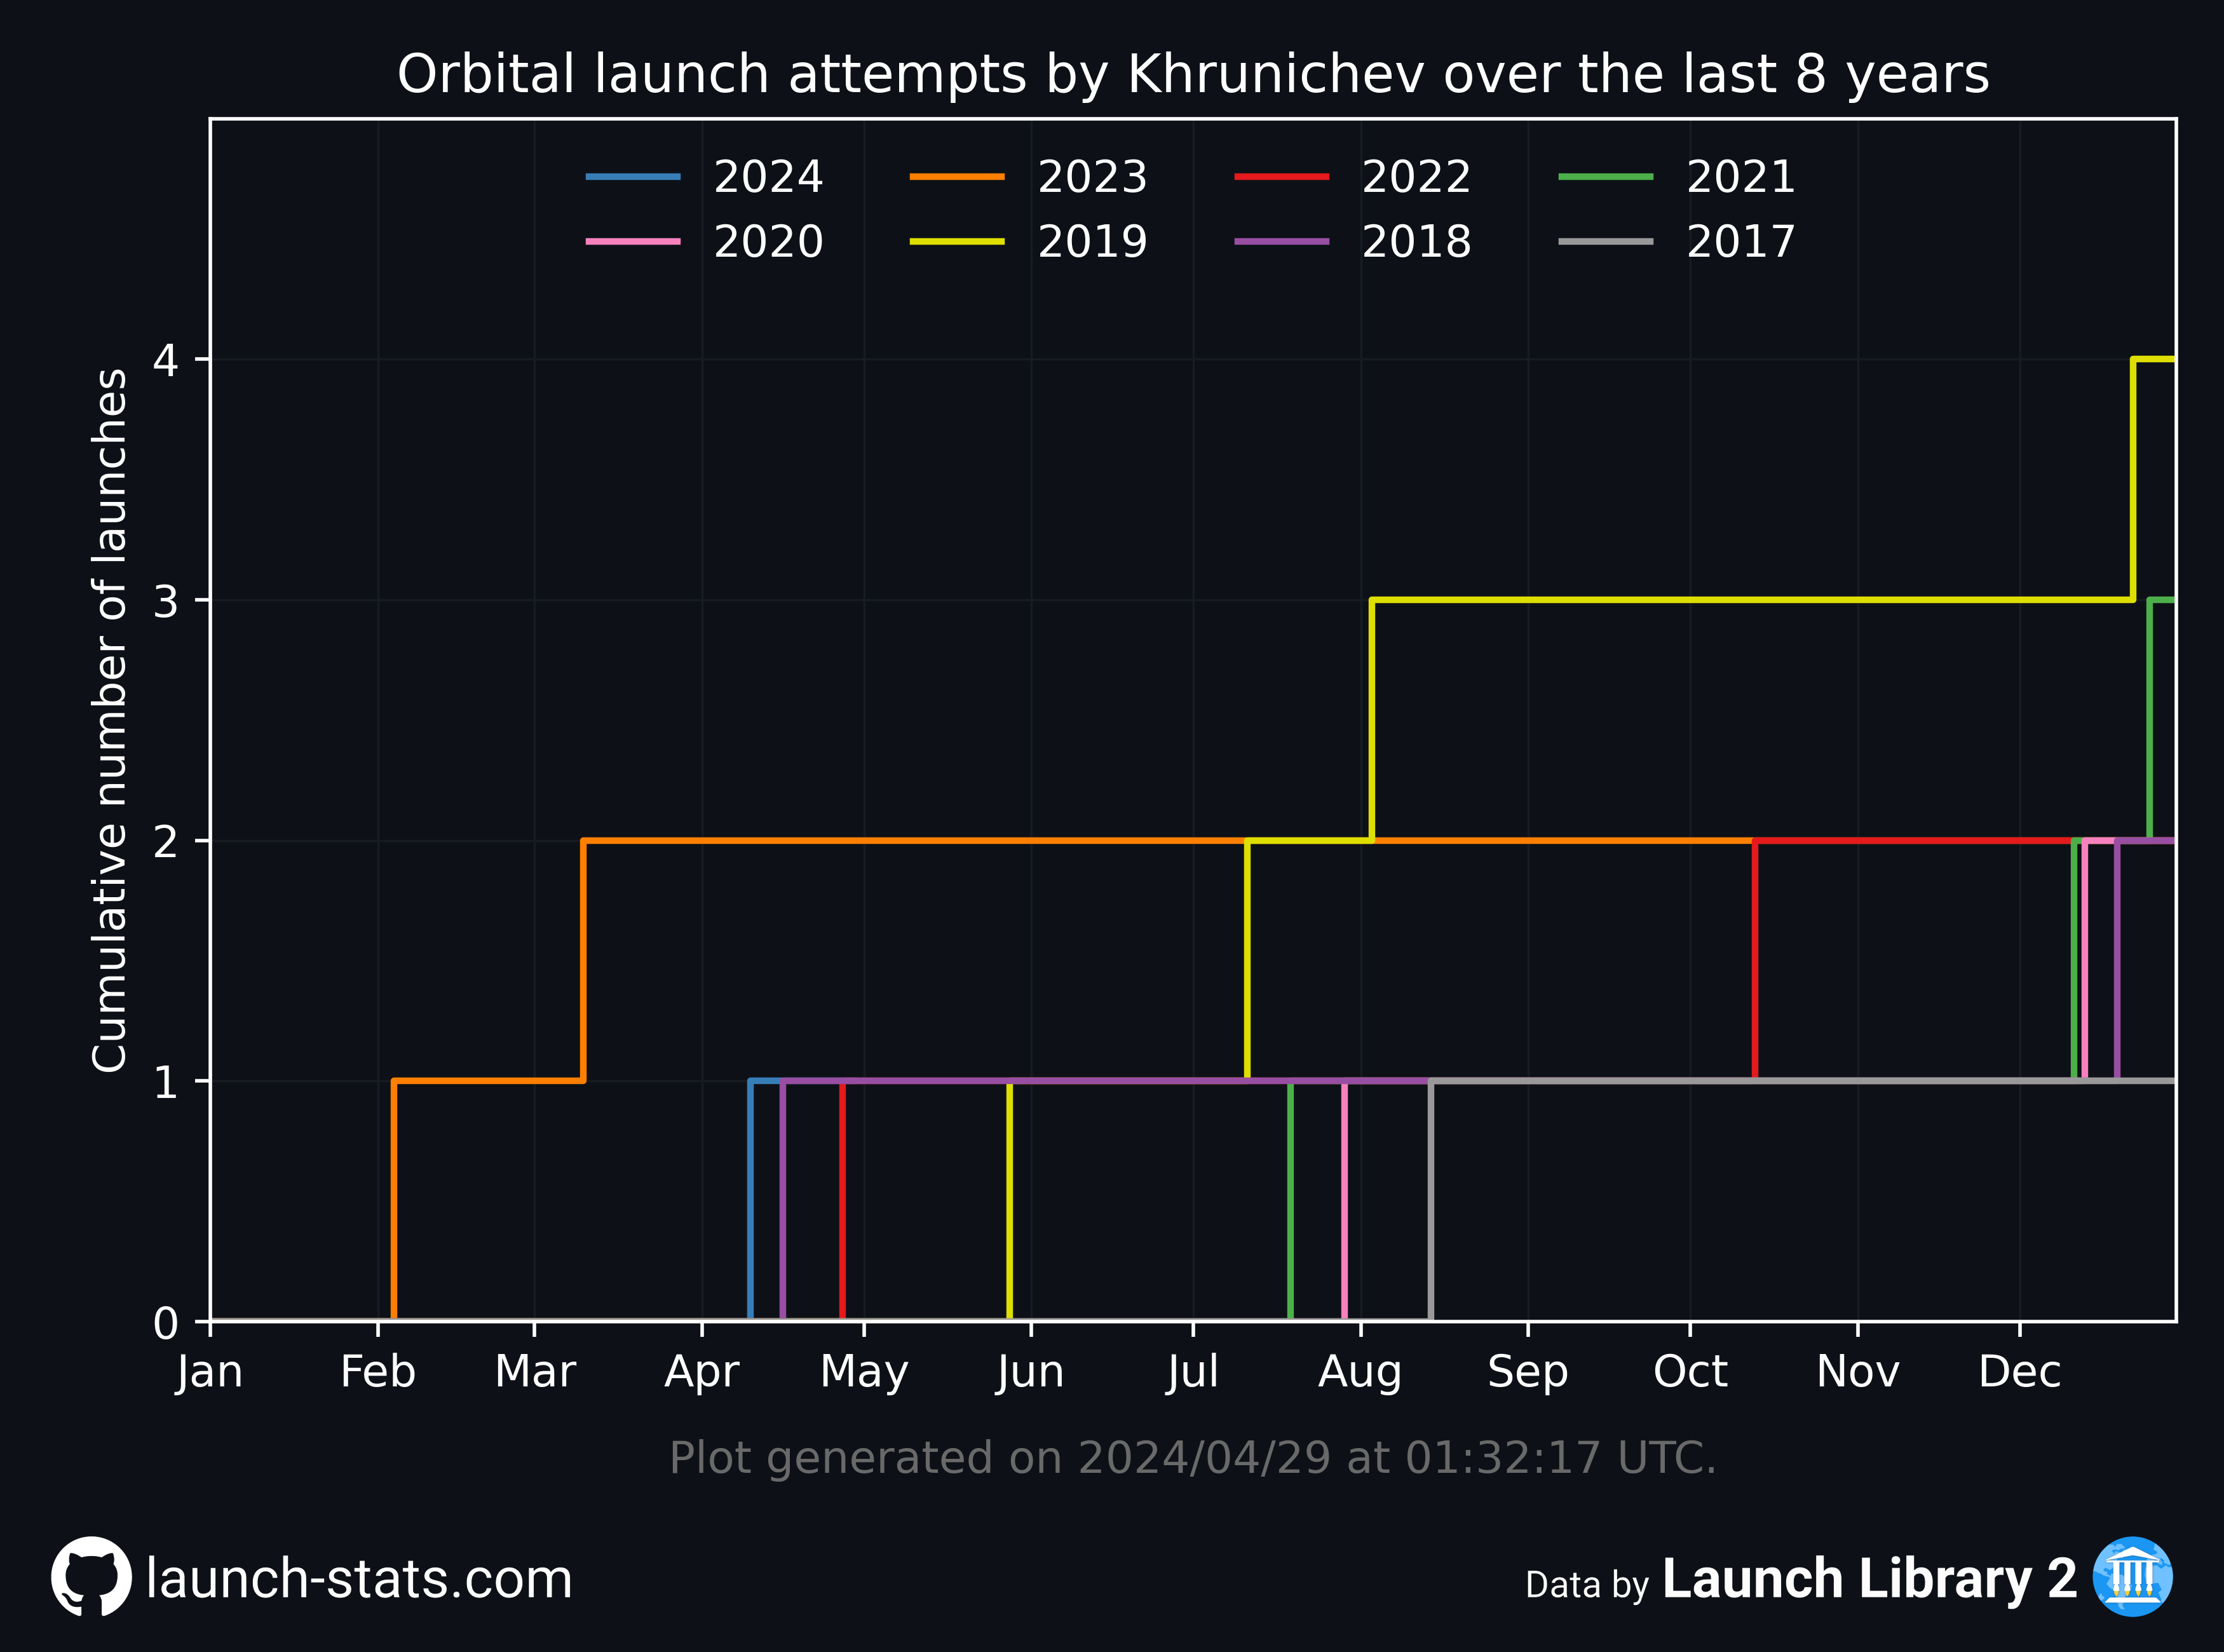 Orbital launch attempts by Khrunichev over the last 8 years
2024 2023 2022 2021
2020 2019 2018 2017
Cumulative number of launches
4
3
2
1
0
Jan Feb Mar Apr May Jun Jul Aug Sep Oct Nov Dec
Plot generated on 2024/04/29 at 01:32:17 UTC.
launch-stats.com
Data by Launch Library 2